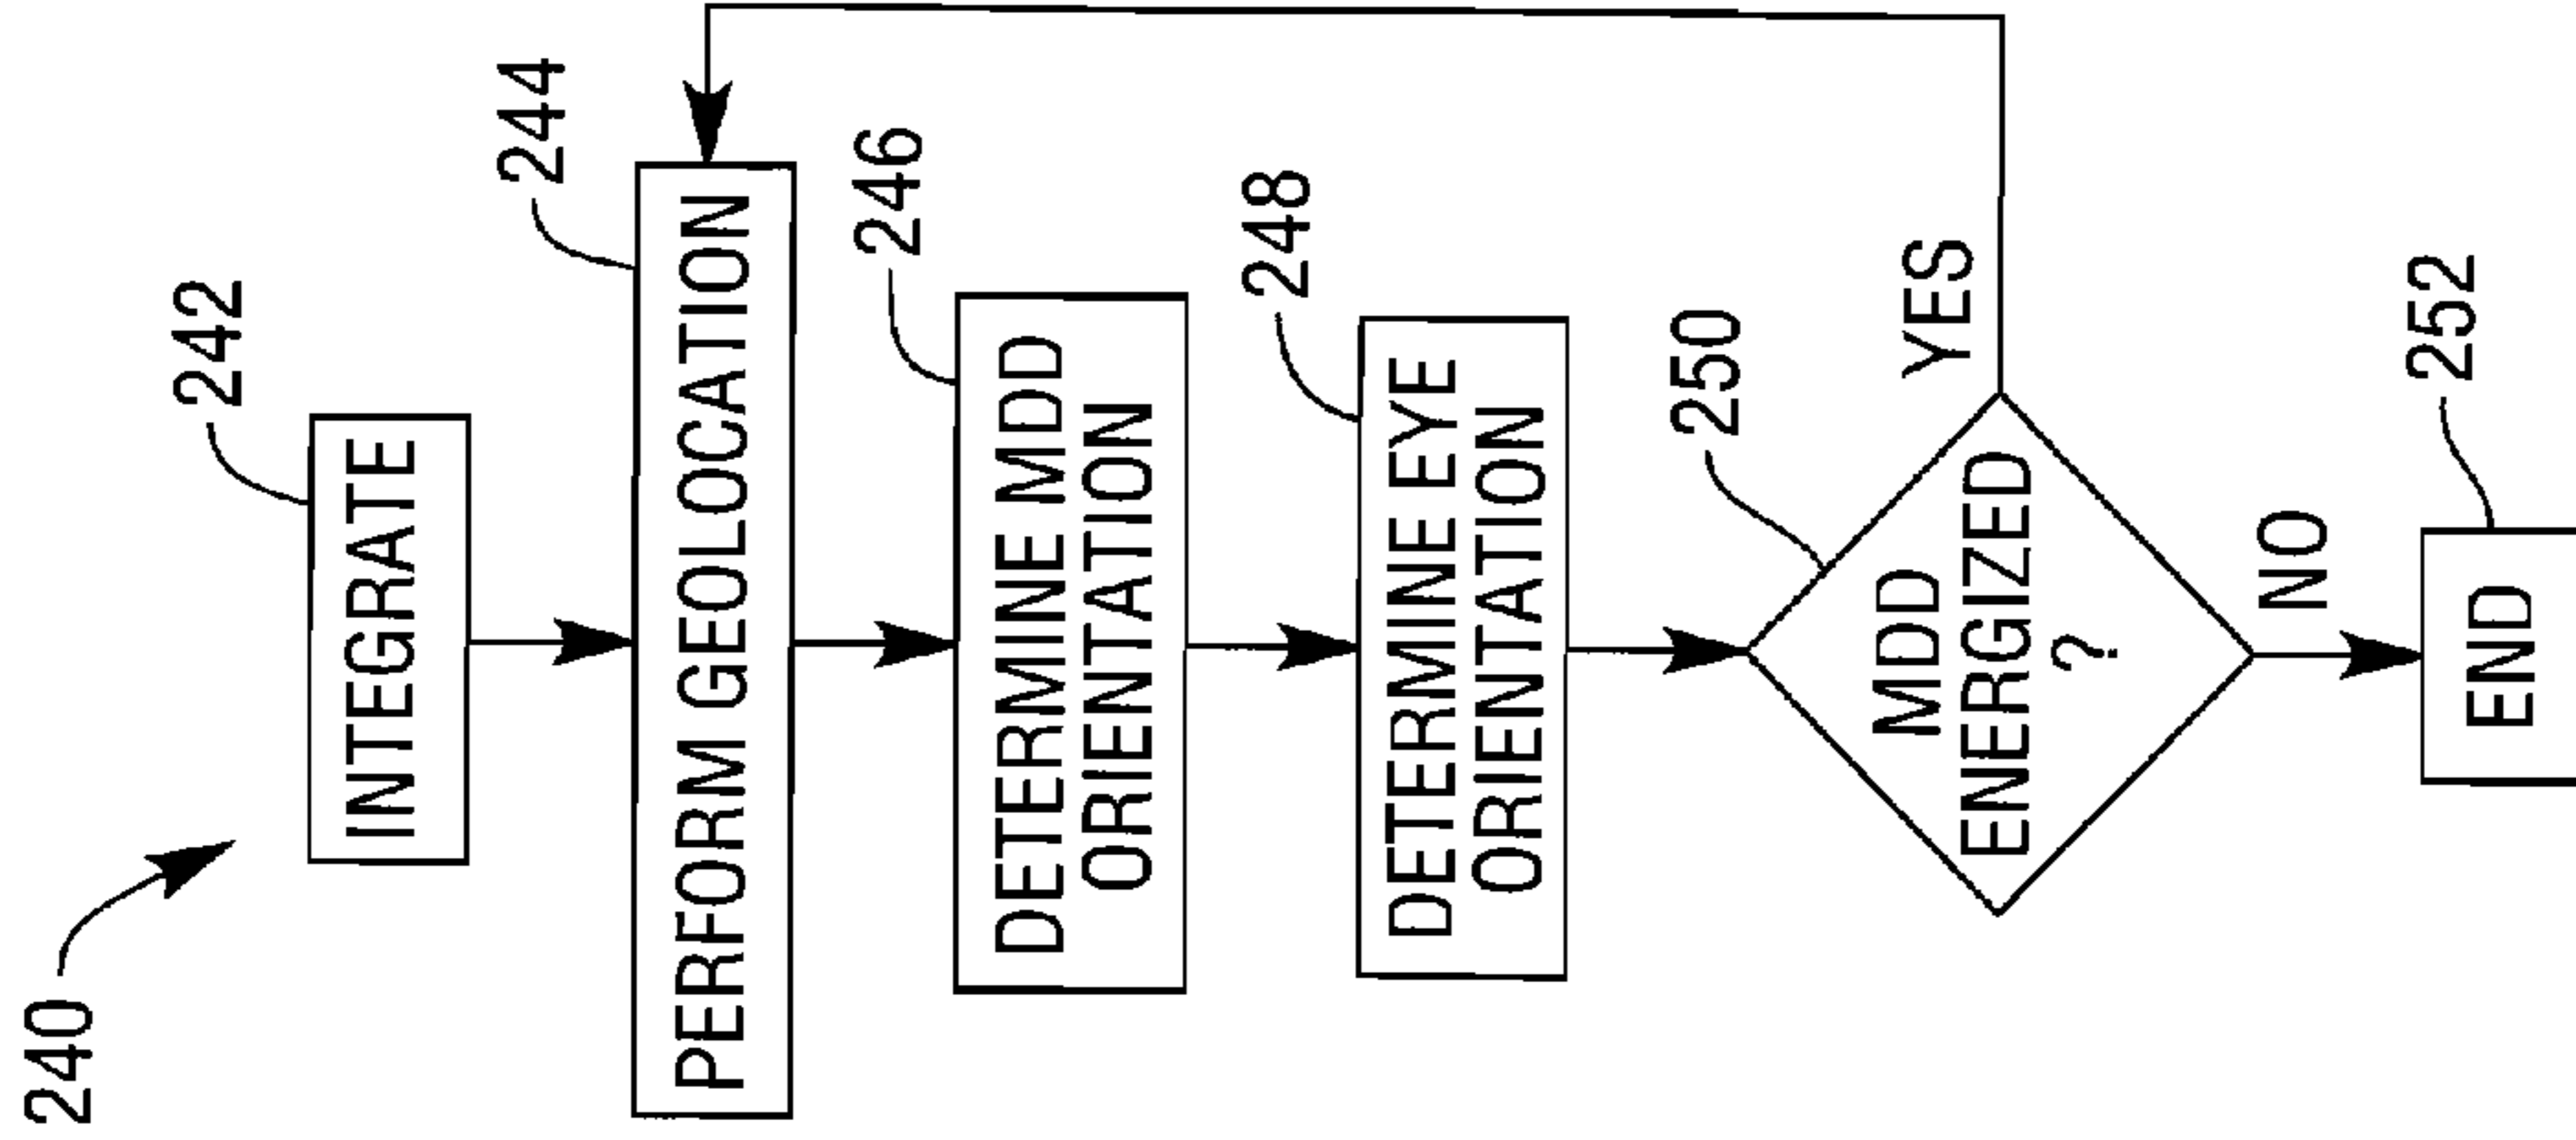 240
242
INTEGRATE
244
PERFORM GEOLOCATION
246
DETERMINE MDD
ORIENTATION
248
DETERMINE EYE
ORIENTATION
250
MDD
ENERGIZED
?
YES
NO
252
END